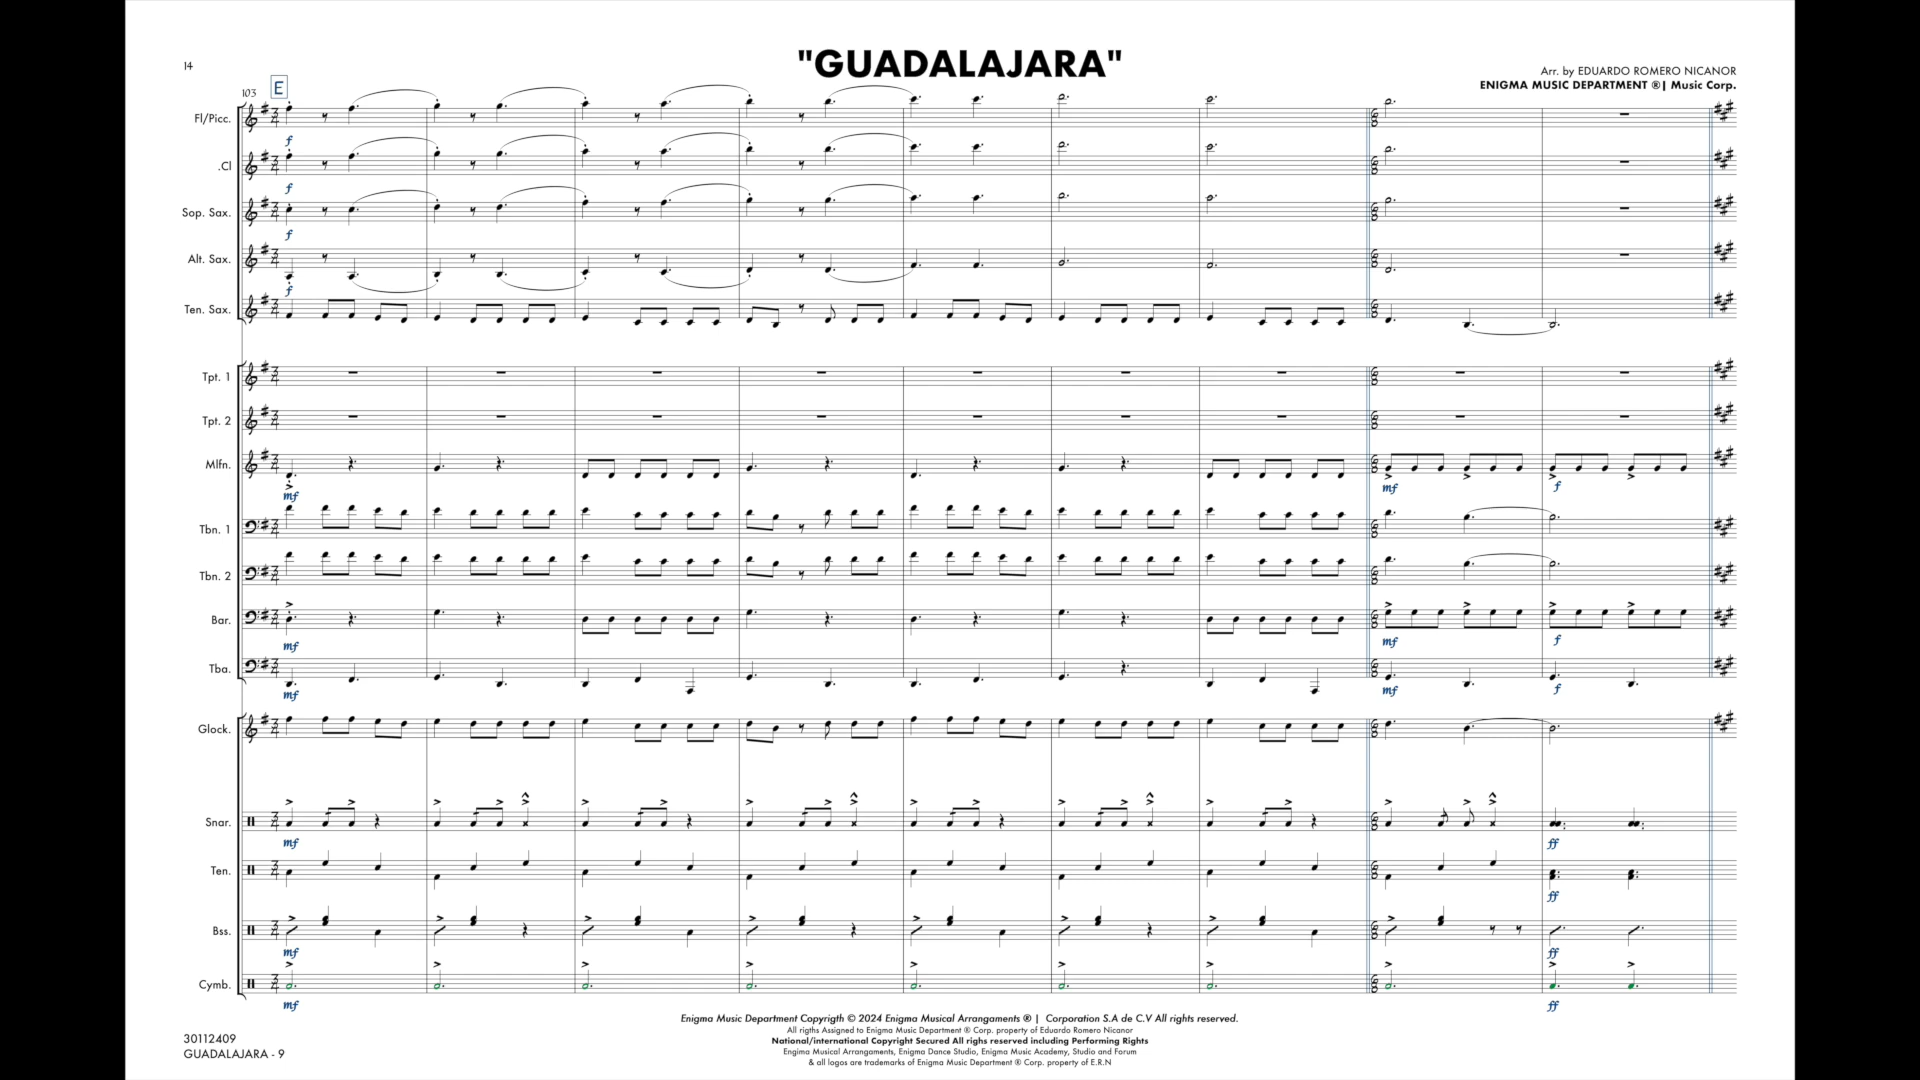 "GUADALAJARA"
14
Arr. by EDUARDO ROMERO NICANOR
ENIGMA MUSIC DEPARTMENT ®| Music Corp.
103
E
Fl/Picc.
f
.Cl
f
Sop. Sax.
f
Alt. Sax.
f
Ten. Sax.
Tpt. 1
Tpt. 2
Mlfn.
mf mf f
Tbn. 1
Tbn. 2
Bar.
mf mf f
Tba.
mf mf f
Glock.
Snar.
mf ff
Ten.
ff
Bss.
mf ff
Cymb.
mf ff
Enigma Music Department Copyrigth © 2024 Enigma Musical Arrangaments ® | Corporation S.A de C.V All rights reserved.
All rigths Assigned to Enigma Music Department ® Corp. property of Eduardo Romero Nicanor
National/international Copyright Secured All righs reserved including Performing Rights
Engima Musical Arrangements, Enigma Dance Studio, Enigma Music Academy, Studio and Forum
& all logos are trademarks of Enigma Music Department ® Corp. property of E.R.N
30112409
GUADALAJARA - 9